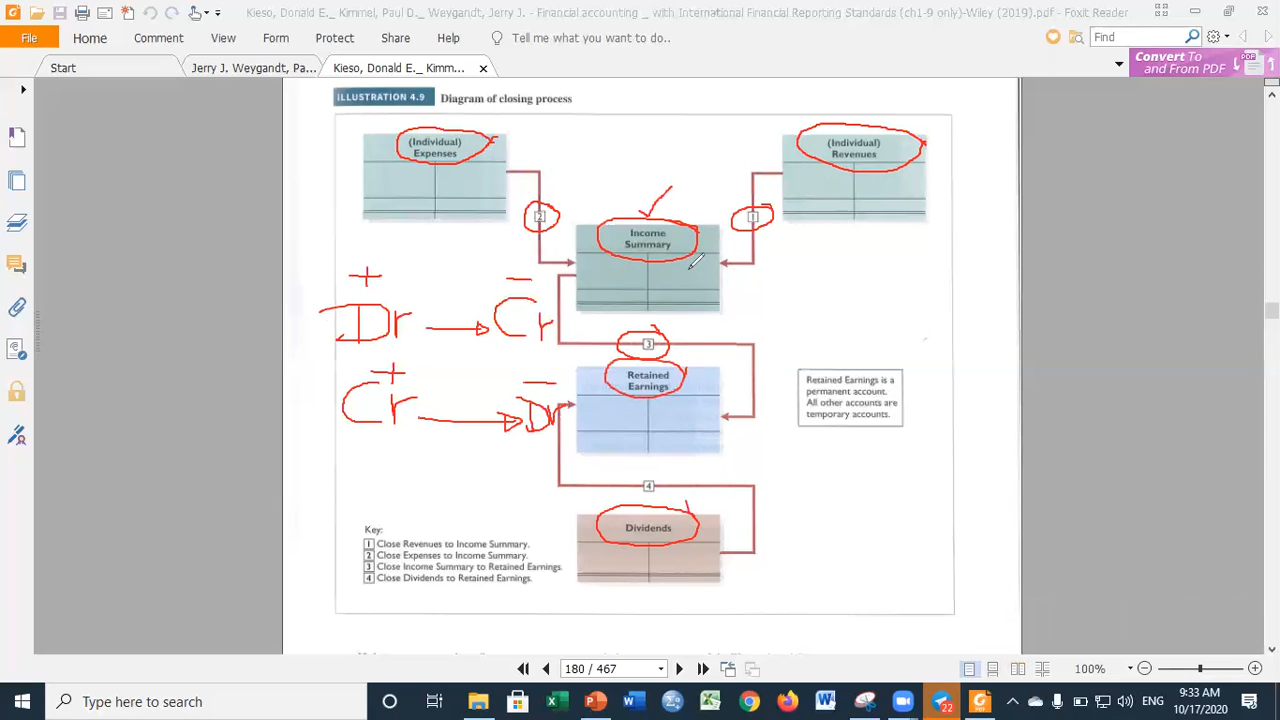 Kieso, Donald E._ Kimmel, Paul D._ Weygandt, Jerry J. - Financial accounting _ with International Financial Reporting Standards (ch1-9 only)-Wiley (2019).pdf - Foxit Reader
File Home Comment View Form Protect Share Help Tell me what you want to do.. Find
Start Jerry J. Weygandt, Pa... Kieso, Donald E._ Kimm...
Convert To
and From PDF
PDF
ILLUSTRATION 4.9 Diagram of closing process
(Individual)
Expenses
(Individual)
Revenues
2
1
Income
Summary
+ −
Dr Cr
3
+ −
Cr Dr
Retained
Earnings
Retained Earnings is a
permanent account.
All other accounts are
temporary accounts.
4
Dividends
Key:
1 Close Revenues to Income Summary.
2 Close Expenses to Income Summary.
3 Close Income Summary to Retained Earnings.
4 Close Dividends to Retained Earnings.
180 / 467
100%
Type here to search
22
ENG
9:33 AM
10/17/2020